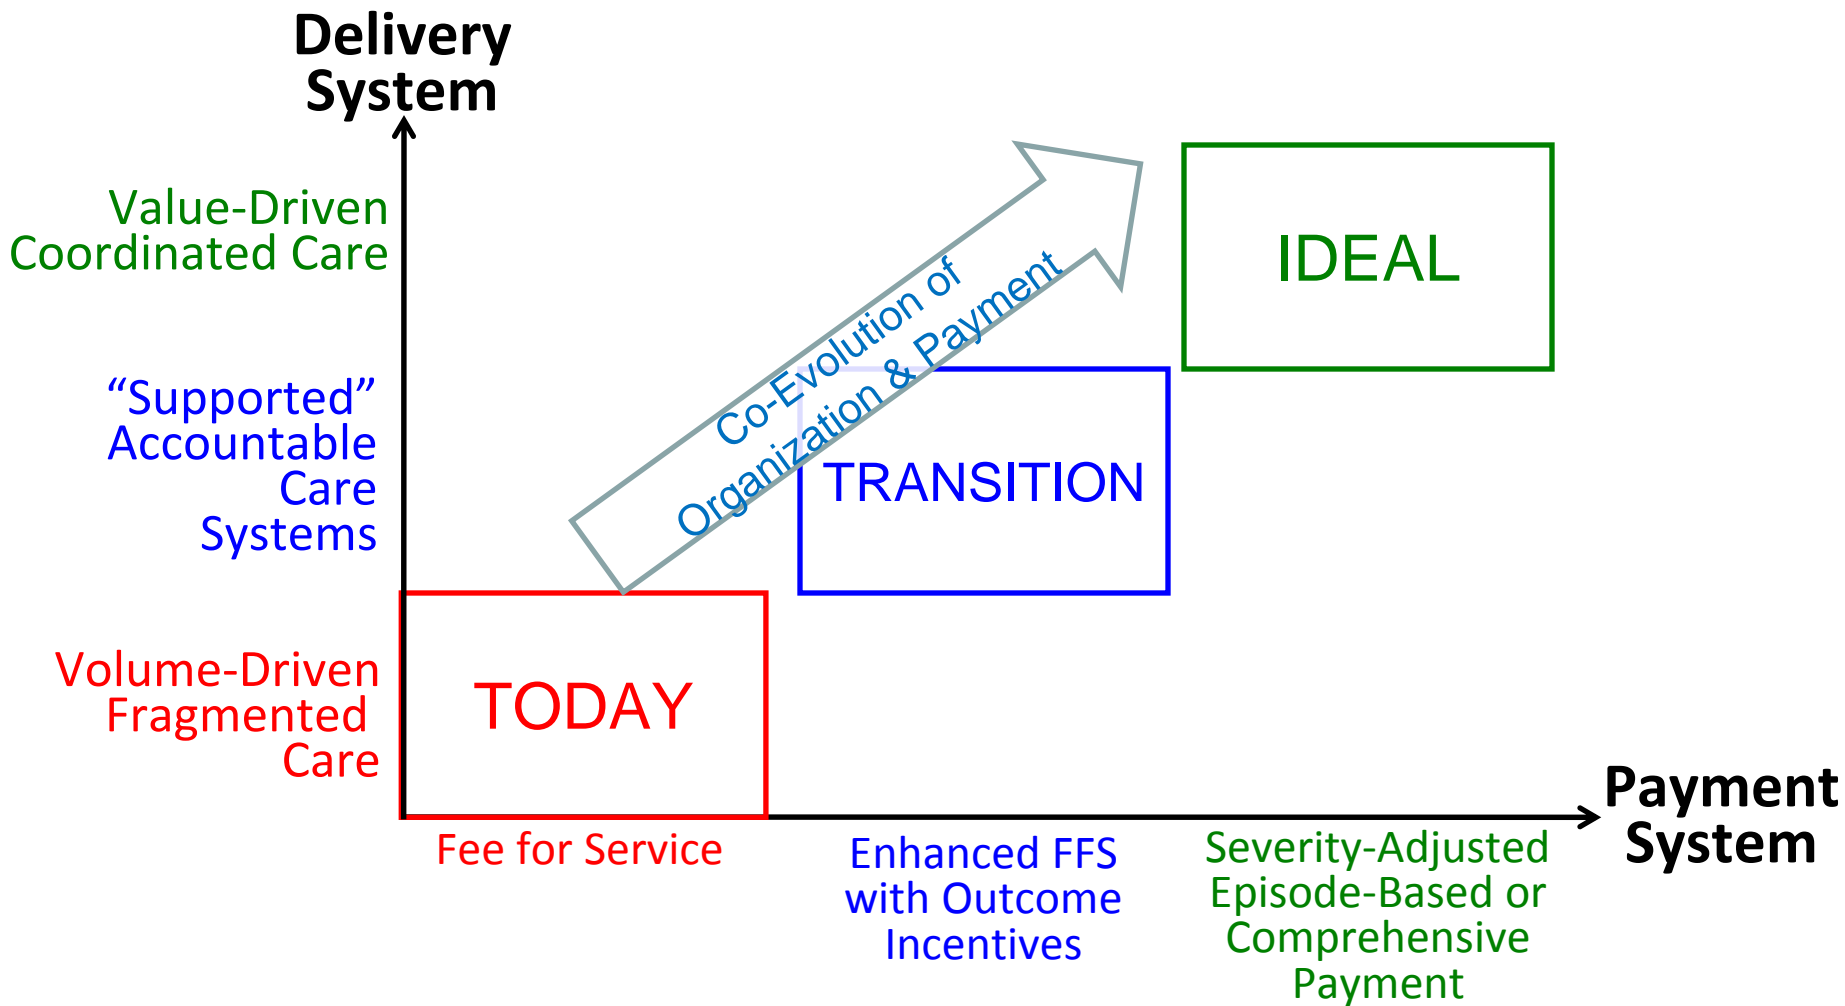 Delivery
System
Value-Driven
Coordinated Care
“Supported”
Accountable
Care
Systems
Volume-Driven
Fragmented
Care
IDEAL
Co-Evolution of
Organization & Payment
TRANSITION
TODAY
Payment
System
Fee for Service
Enhanced FFS
with Outcome
Incentives
Severity-Adjusted
Episode-Based or
Comprehensive
Payment